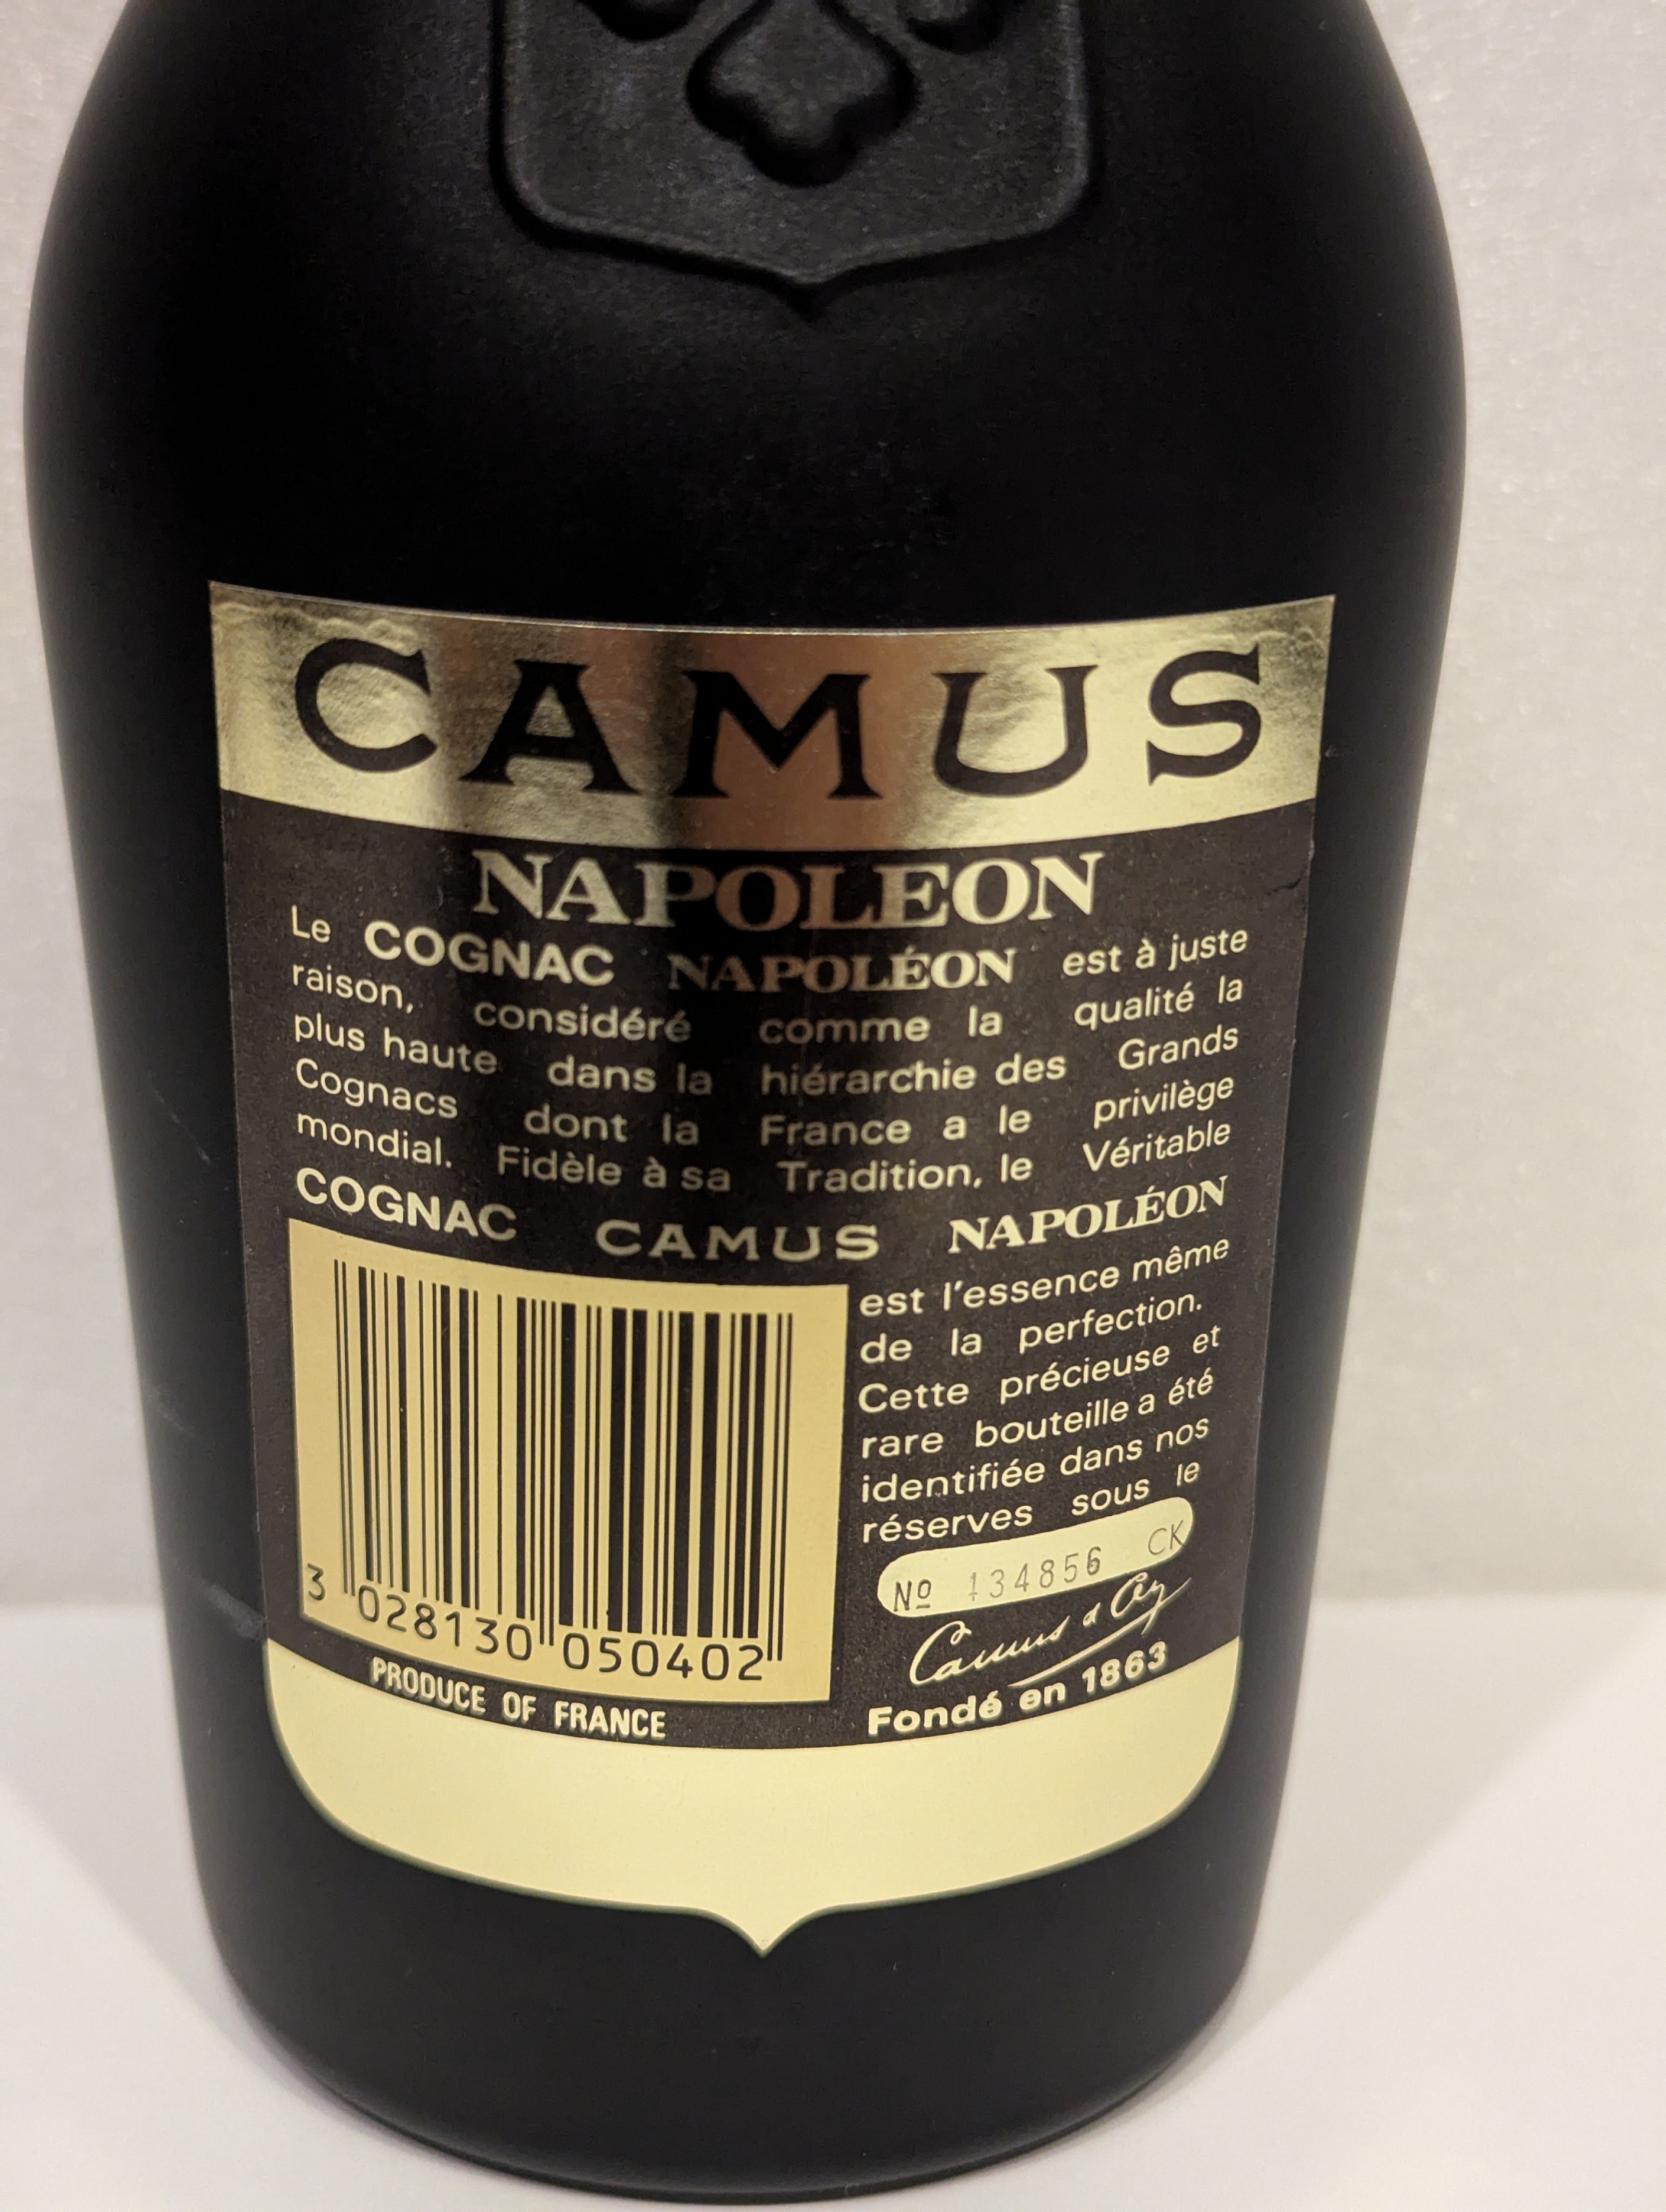 CAMUS
NAPOLEON
Le COGNAC NAPOLÉON est à juste
raison, considéré comme la qualité la
plus haute dans la hiérarchie des Grands
Cognacs dont la France a le privilège
mondial. Fidèle à sa Tradition, le Véritable
COGNAC CAMUS NAPOLÉON
est l'essence même
de la perfection.
Cette précieuse et
rare bouteille a été
identifiée dans nos
réserves sous le
Nº 134856 CK
Camus & Cie
Fondé en 1863
3 028130 050402
PRODUCE OF FRANCE